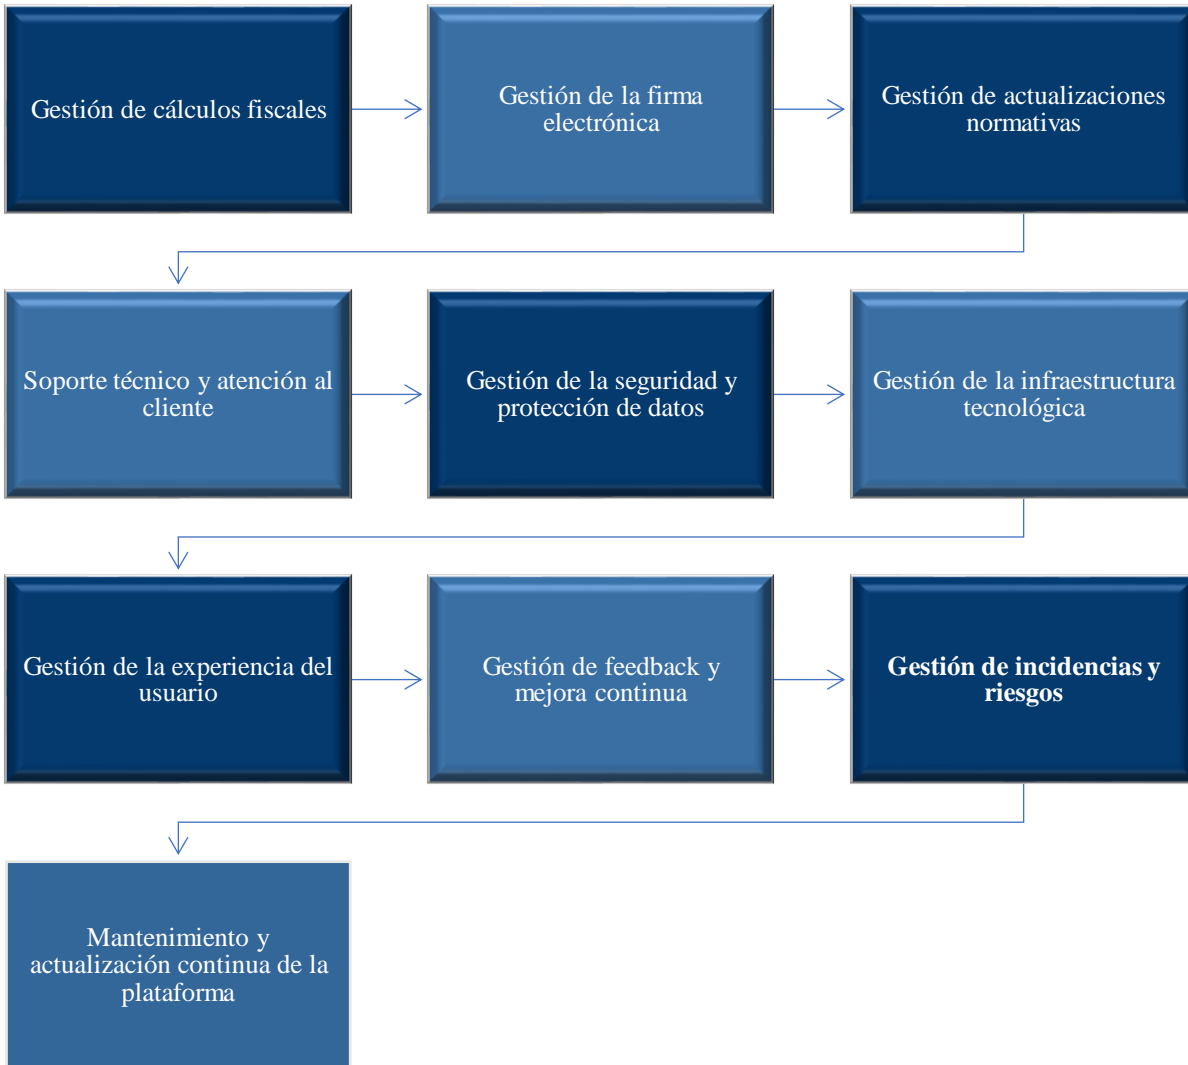 Gestión de cálculos fiscales
Gestión de la firma
electrónica
Gestión de actualizaciones
normativas
Soporte técnico y atención al
cliente
Gestión de la seguridad y
protección de datos
Gestión de la infraestructura
tecnológica
Gestión de la experiencia del
usuario
Gestión de feedback y
mejora continua
Gestión de incidencias y
riesgos
Mantenimiento y
actualización continua de la
plataforma